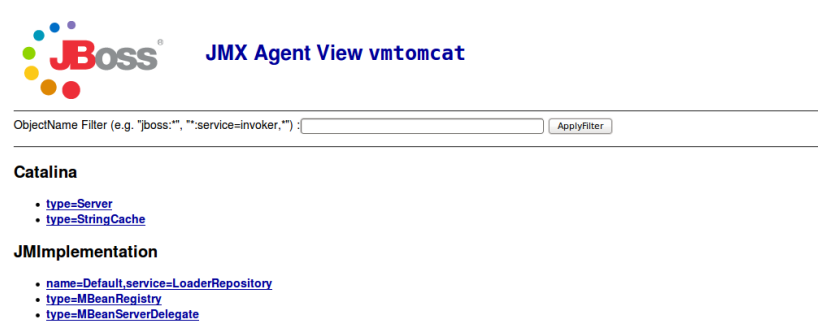 JBoss®
JMX Agent View vmtomcat
ObjectName Filter (e.g. "jboss:*", "*:service=invoker,*") :
ApplyFilter
Catalina
type=Server
type=StringCache
JMImplementation
name=Default,service=LoaderRepository
type=MBeanRegistry
type=MBeanServerDelegate